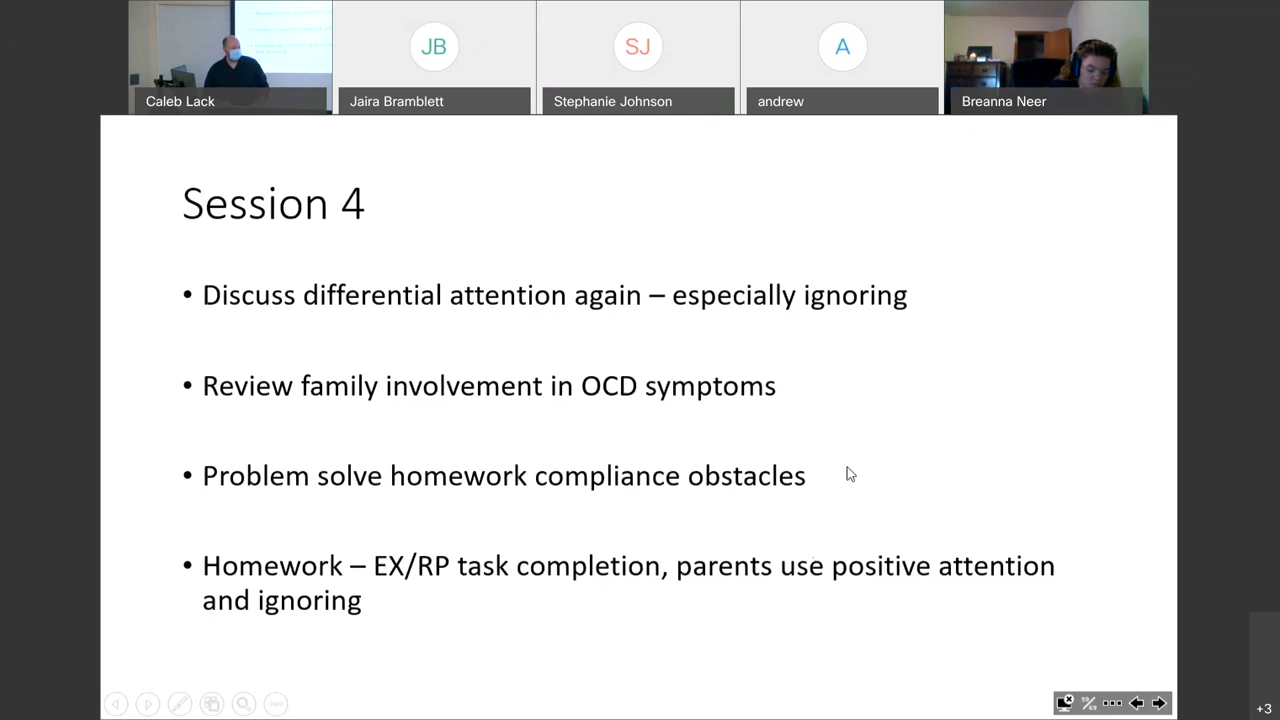 JB
SJ
A
Caleb Lack
Jaira Bramblett
Stephanie Johnson
andrew
Breanna Neer
Session 4
• Discuss differential attention again – especially ignoring
• Review family involvement in OCD symptoms
• Problem solve homework compliance obstacles
• Homework – EX/RP task completion, parents use positive attention
and ignoring
+3